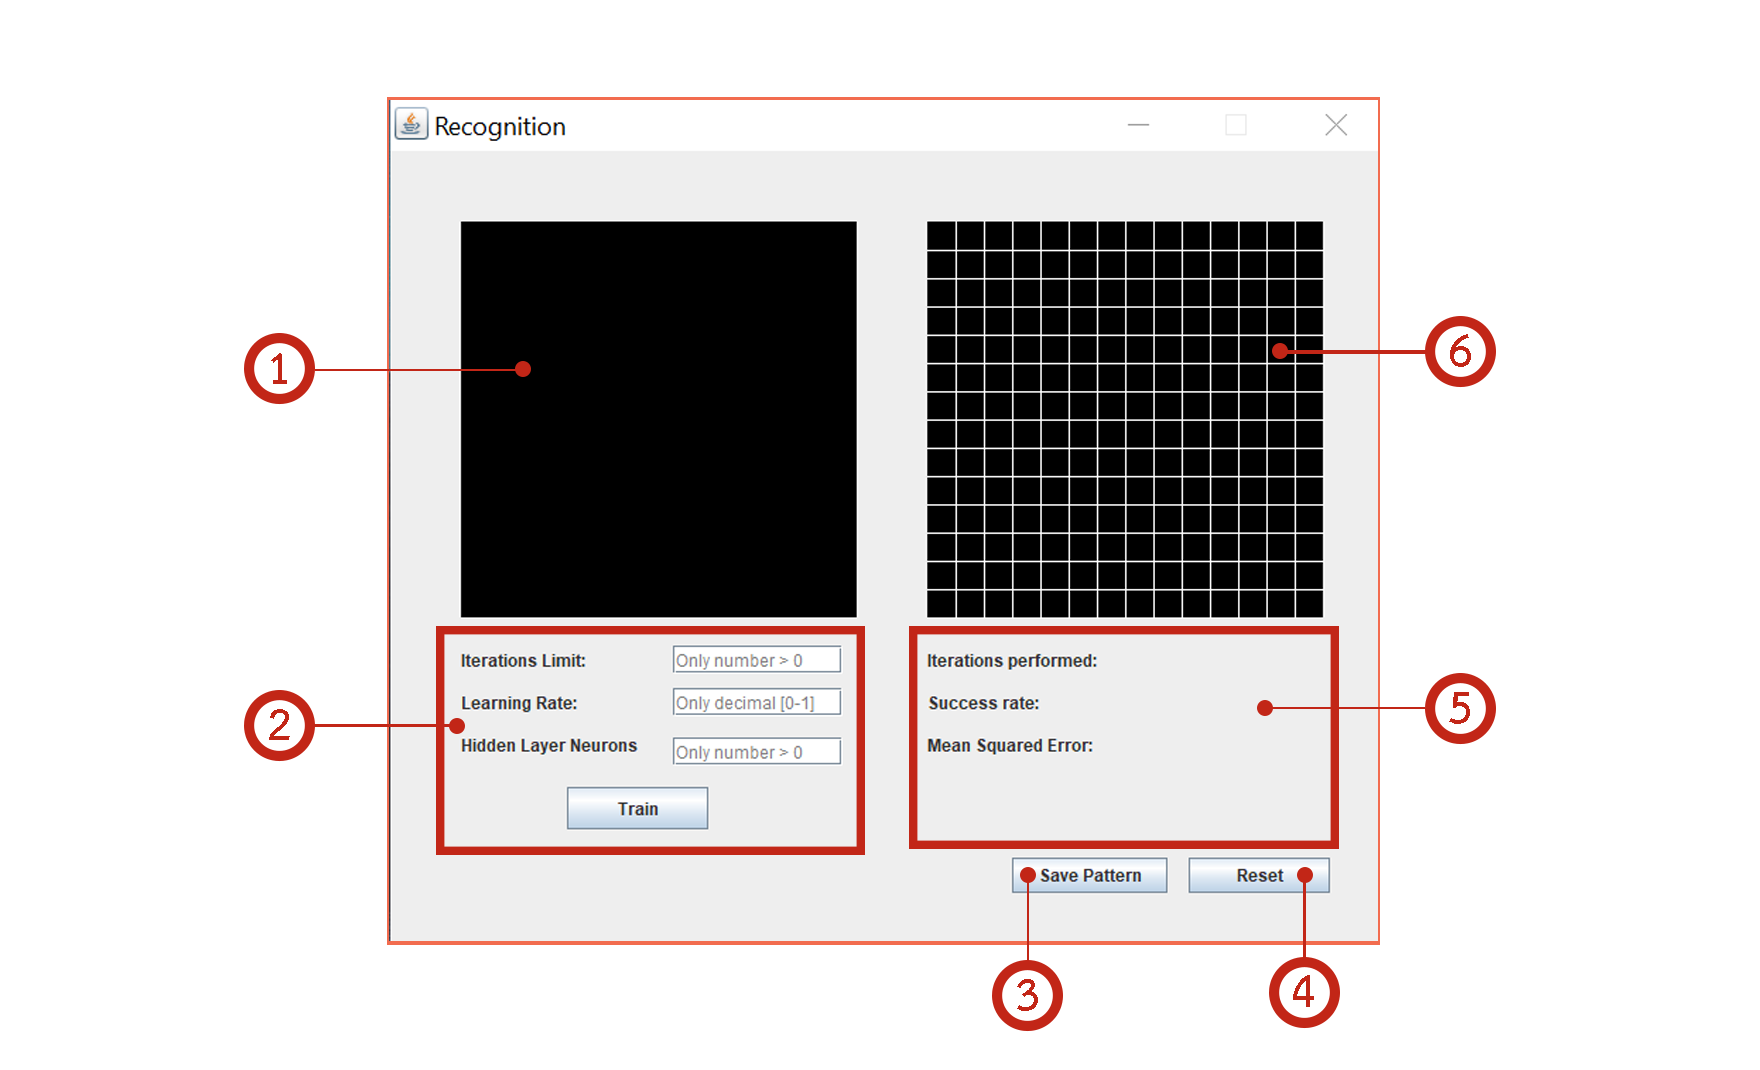 Recognition
1
6
Iterations Limit: Only number > 0
Learning Rate: Only decimal [0-1]
Hidden Layer Neurons Only number > 0
Train
2
Iterations performed:
Success rate:
Mean Squared Error:
5
Save Pattern Reset
3 4